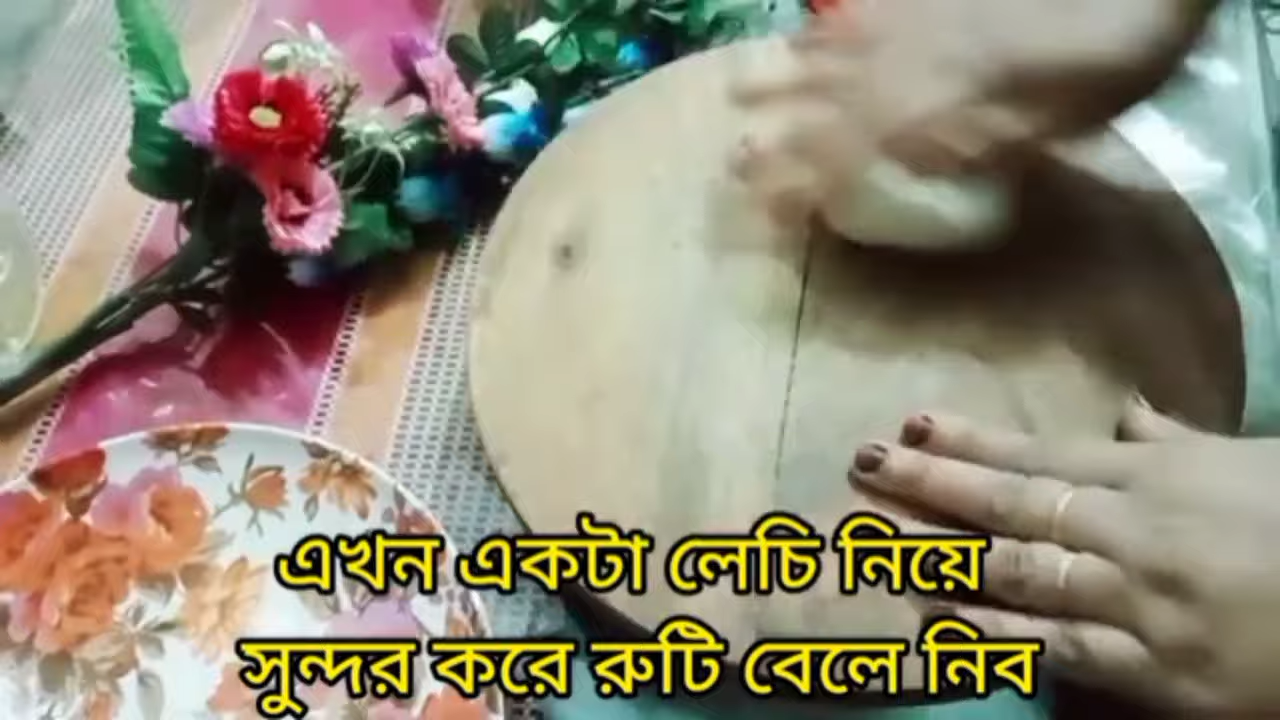 এখন একটা লেচি নিয়ে
সুন্দর করে রুটি বেলে নিব